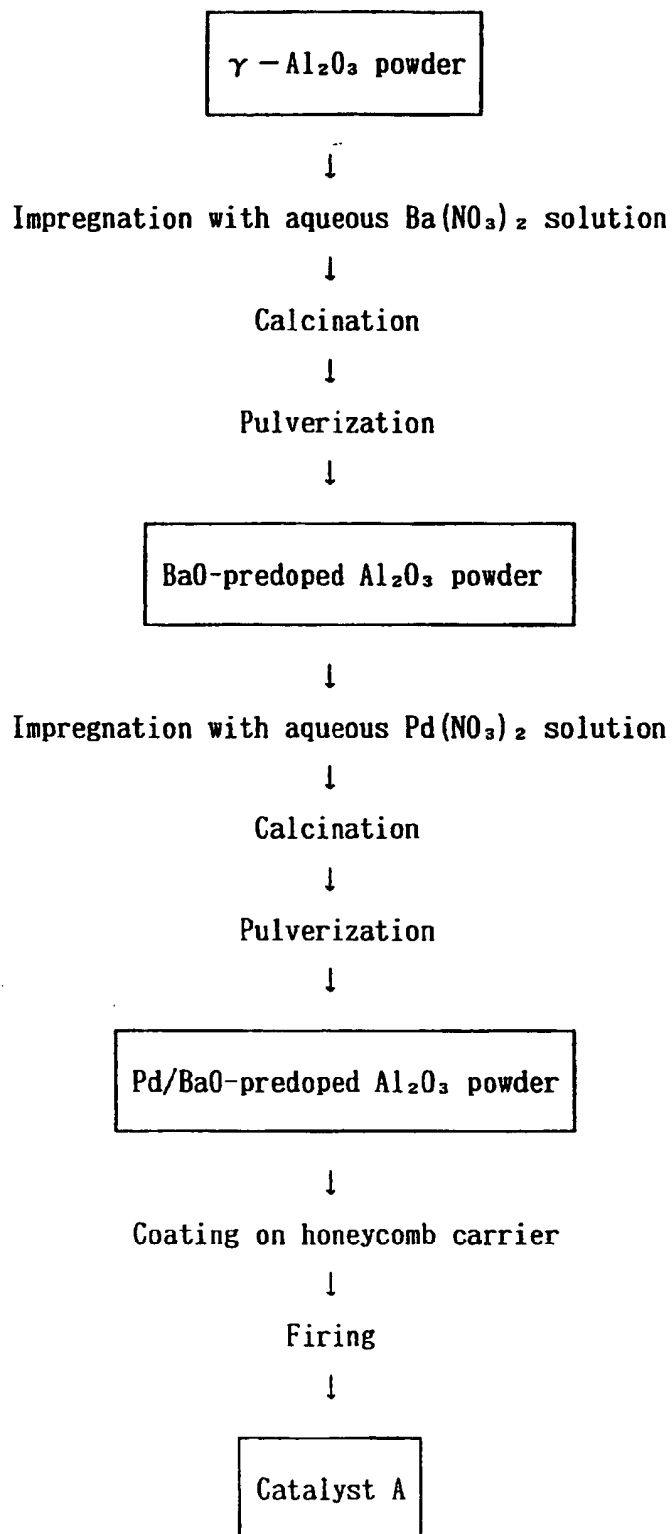 γ－Al₂O₃ powder
↓
Impregnation with aqueous Ba(NO₃)₂ solution
↓
Calcination
↓
Pulverization
↓
BaO-predoped Al₂O₃ powder
↓
Impregnation with aqueous Pd(NO₃)₂ solution
↓
Calcination
↓
Pulverization
↓
Pd/BaO-predoped Al₂O₃ powder
↓
Coating on honeycomb carrier
↓
Firing
↓
Catalyst A